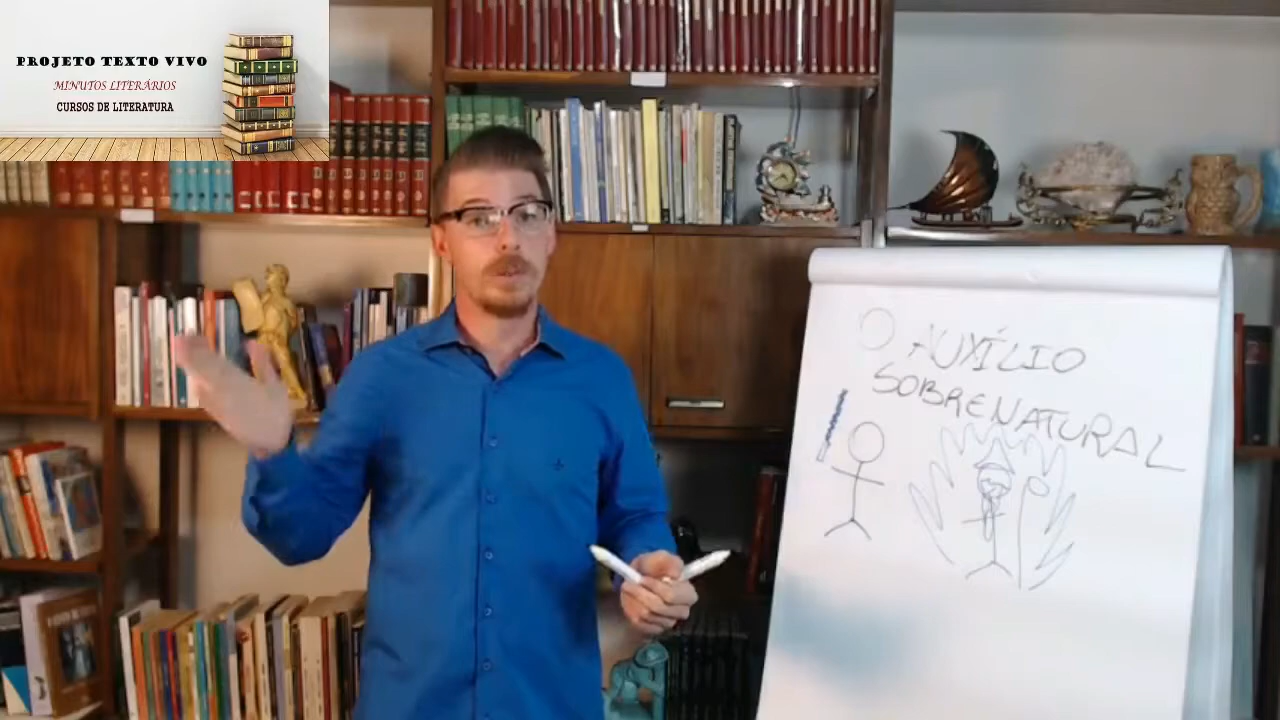 PROJETO TEXTO VIVO
MINUTOS LITERÁRIOS
CURSOS DE LITERATURA
O AUXÍLIO
SOBRENATURAL